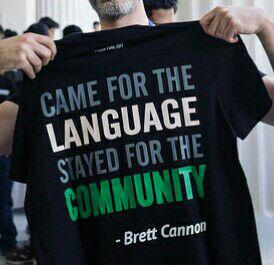 CAME FOR THE
LANGUAGE
STAYED FOR THE
COMMUNITY
- Brett Cannon